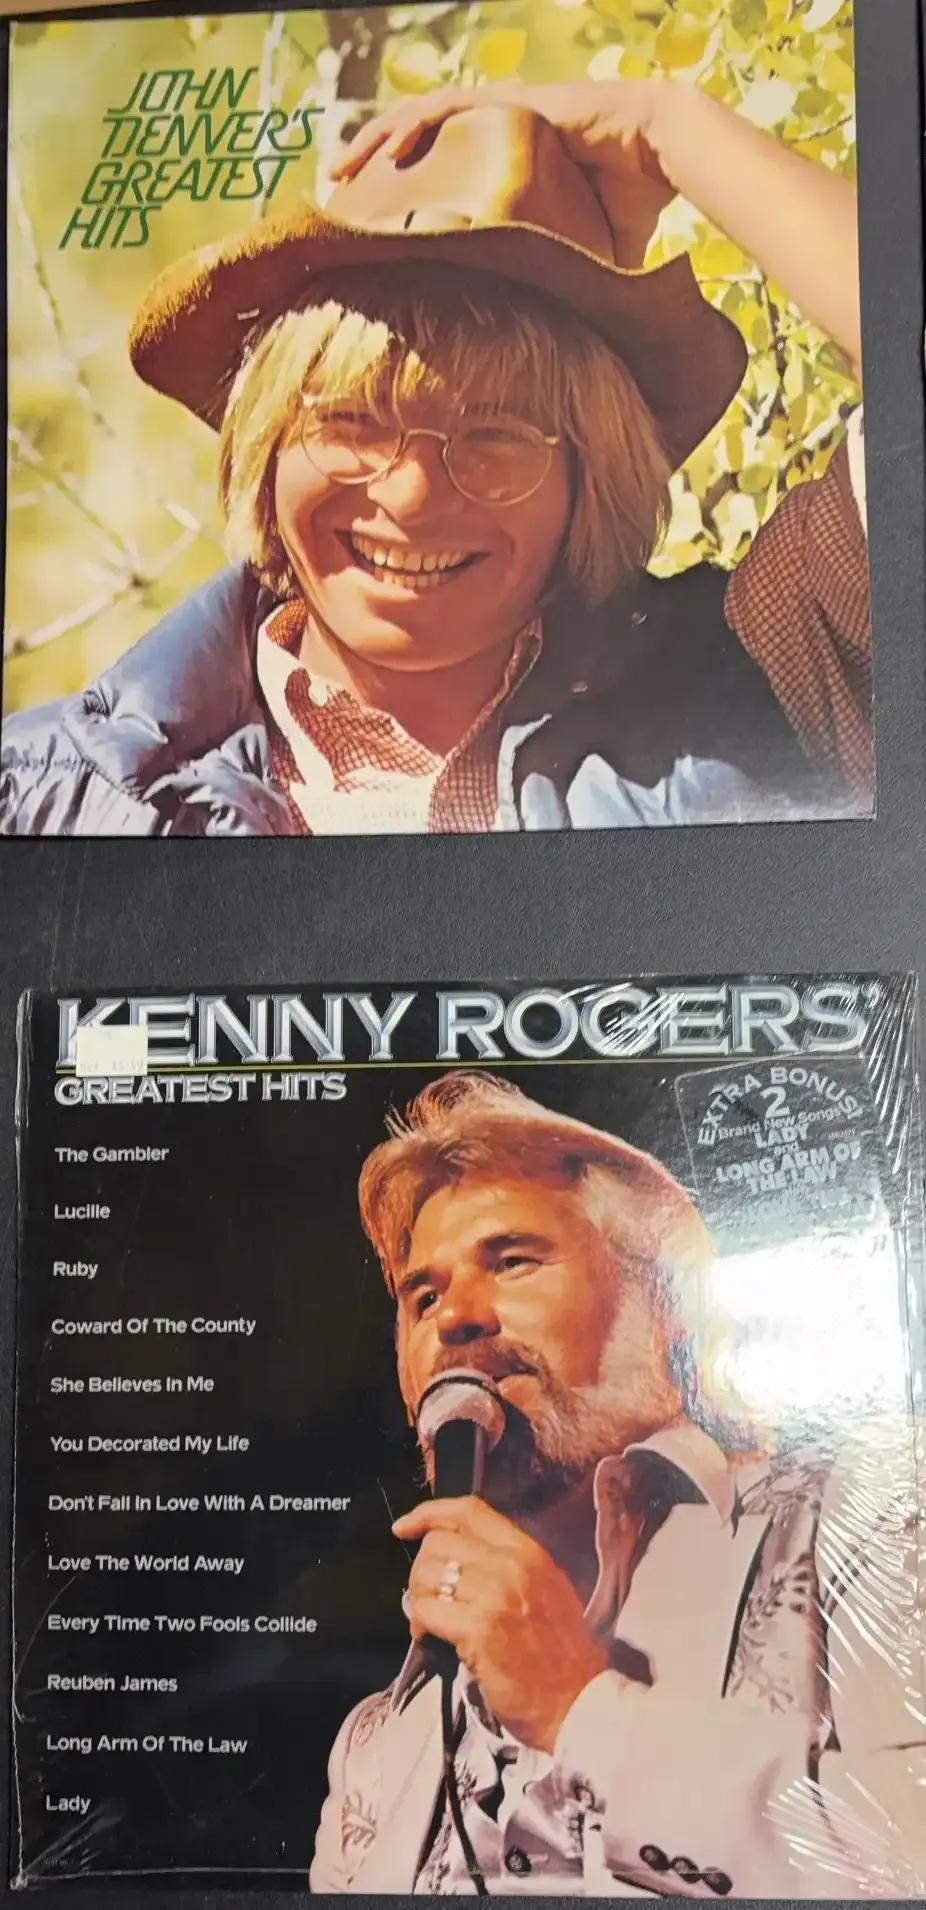 JOHN
DENVER'S
GREATEST
HITS
KENNY ROGERS'
GREATEST HITS
EXTRA BONUS!
2
Brand New Songs
LADY
and
LONG ARM OF
THE LAW
The Gambler
Lucille
Ruby
Coward Of The County
She Believes In Me
You Decorated My Life
Don't Fall In Love With A Dreamer
Love The World Away
Every Time Two Fools Collide
Reuben James
Long Arm Of The Law
Lady